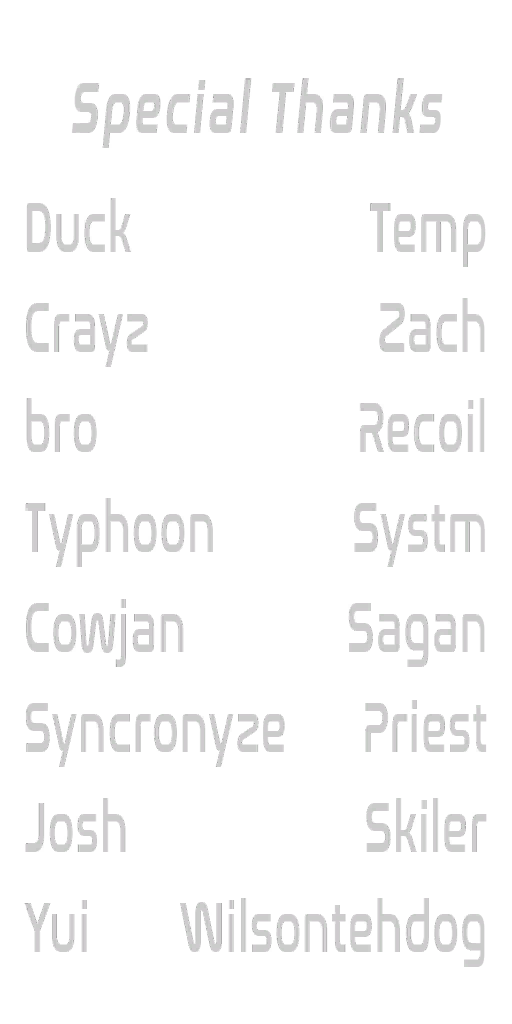 Special Thanks
Duck Temp
Crayz Zach
bro Recoil
Typhoon Systm
Cowjan Sagan
Syncronyze Priest
Josh Skiler
Yui Wilsontehdog